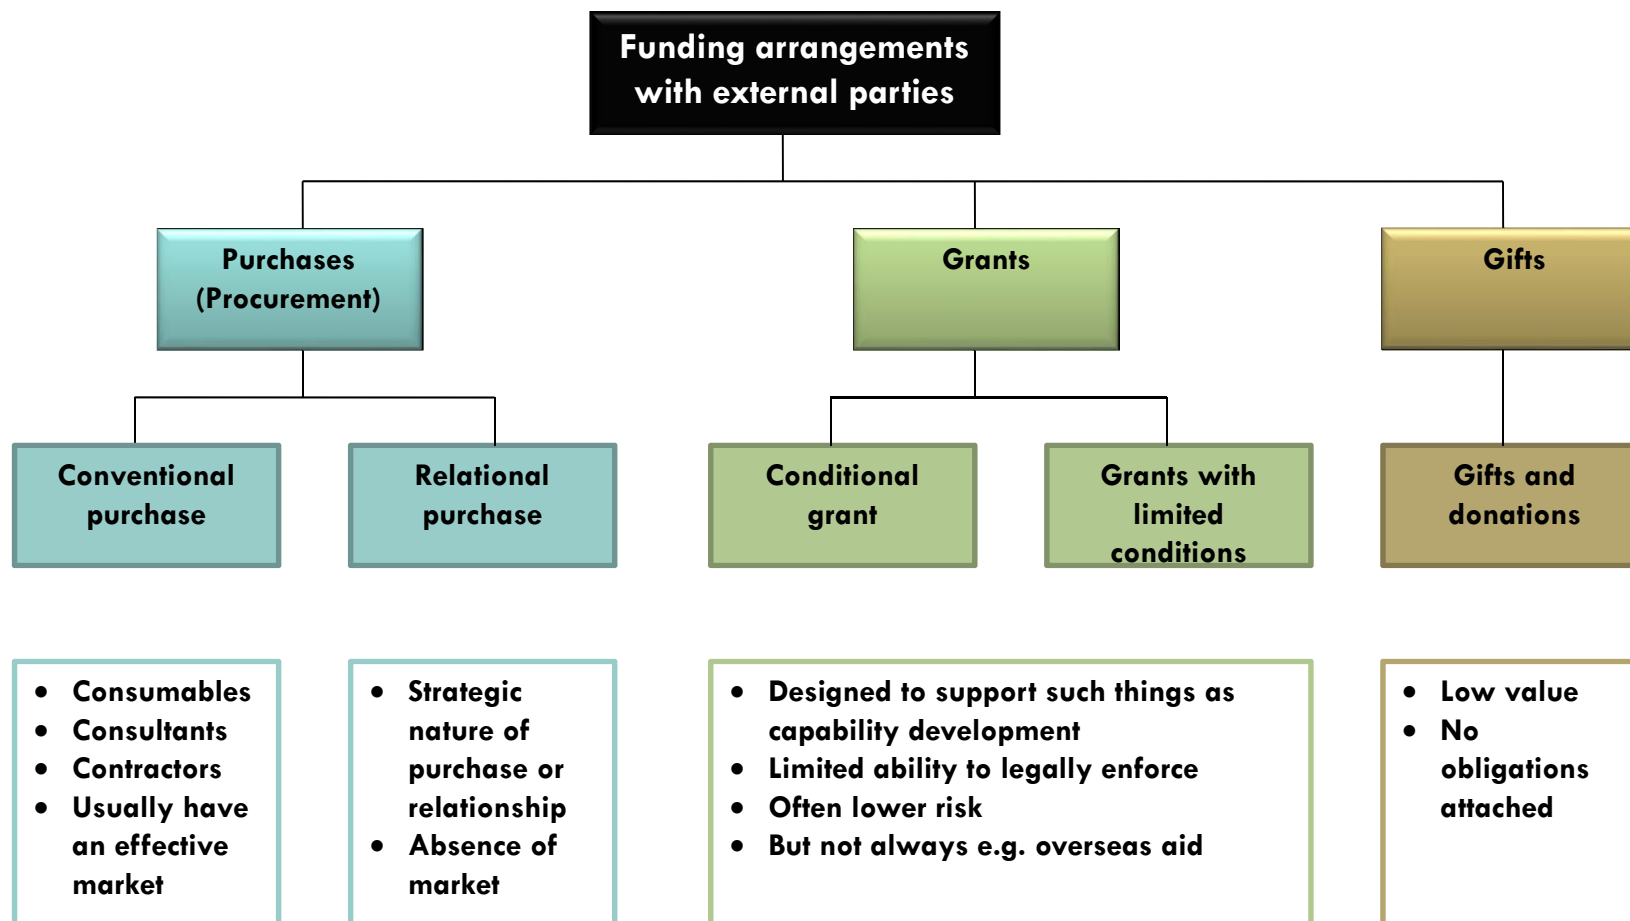 Funding arrangements
with external parties
Purchases
(Procurement)
Grants
Gifts
Conventional
purchase
Relational
purchase
Conditional
grant
Grants with
limited
conditions
Gifts and
donations
• Consumables
• Consultants
• Contractors
• Usually have
an effective
market
• Strategic
nature of
purchase or
relationship
• Absence of
market
• Designed to support such things as
capability development
• Limited ability to legally enforce
• Often lower risk
• But not always e.g. overseas aid
• Low value
• No
obligations
attached